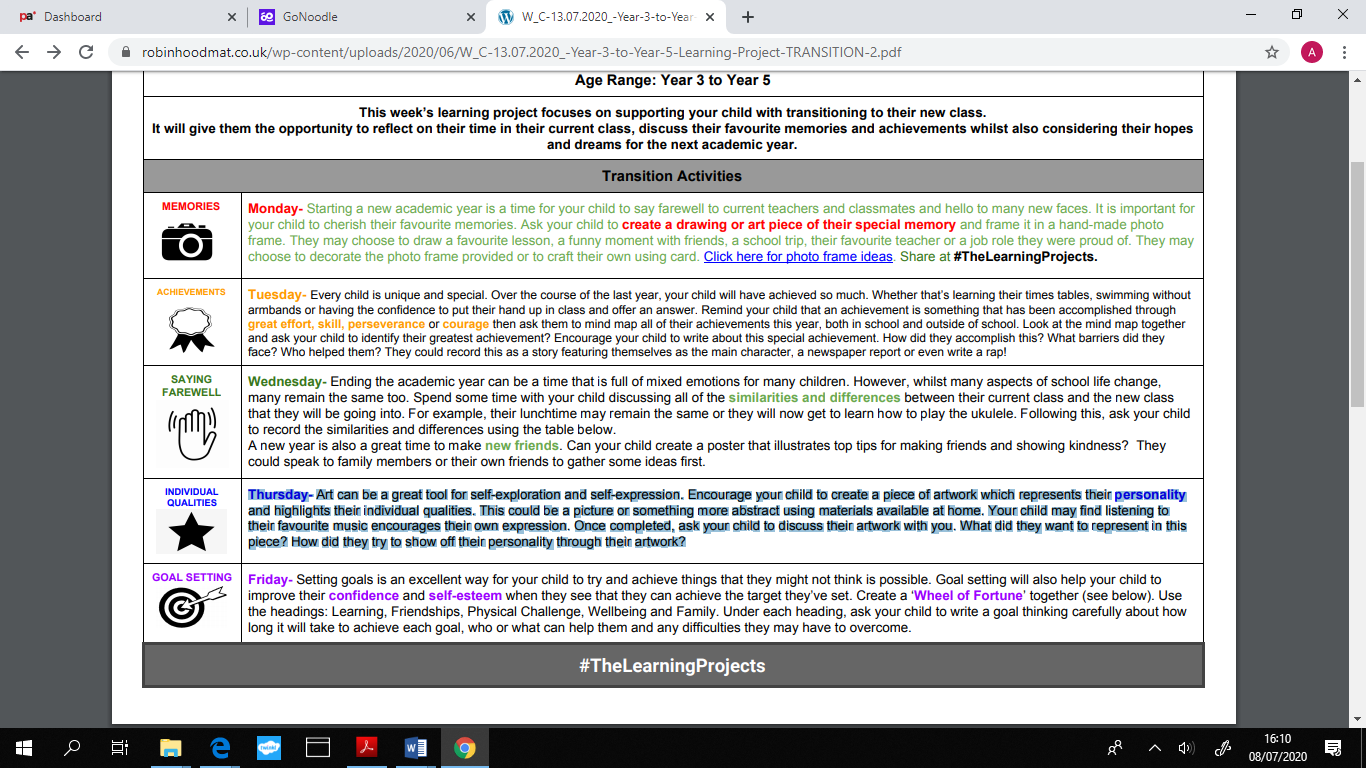 pa
Dashboard
GoNoodle
W_C-13.07.2020_-Year-3-to-Year-
robinhoodmat.co.uk/wp-content/uploads/2020/06/W_C-13.07.2020_-Year-3-to-Year-5-Learning-Project-TRANSITION-2.pdf
A
Age Range: Year 3 to Year 5
This week's learning project focuses on supporting your child with transitioning to their new class.
It will give them the opportunity to reflect on their time in their current class, discuss their favourite memories and achievements whilst also considering their hopes
and dreams for the next academic year.
Transition Activities
MEMORIES
Monday- Starting a new academic year is a time for your child to say farewell to current teachers and classmates and hello to many new faces. It is important for
your child to cherish their favourite memories. Ask your child to create a drawing or art piece of their special memory and frame it in a hand-made photo
frame. They may choose to draw a favourite lesson, a funny moment with friends, a school trip, their favourite teacher or a job role they were proud of. They may
choose to decorate the photo frame provided or to craft their own using card. Click here for photo frame ideas. Share at #TheLearningProjects.
ACHIEVEMENTS
Tuesday- Every child is unique and special. Over the course of the last year, your child will have achieved so much. Whether that's learning their times tables, swimming without
armbands or having the confidence to put their hand up in class and offer an answer. Remind your child that an achievement is something that has been accomplished through
great effort, skill, perseverance or courage then ask them to mind map all of their achievements this year, both in school and outside of school. Look at the mind map together
and ask your child to identify their greatest achievement? Encourage your child to write about this special achievement. How did they accomplish this? What barriers did they
face? Who helped them? They could record this as a story featuring themselves as the main character, a newspaper report or even write a rap!
SAYING
FAREWELL
Wednesday- Ending the academic year can be a time that is full of mixed emotions for many children. However, whilst many aspects of school life change,
many remain the same too. Spend some time with your child discussing all of the similarities and differences between their current class and the new class
that they will be going into. For example, their lunchtime may remain the same or they will now get to learn how to play the ukulele. Following this, ask your child
to record the similarities and differences using the table below.
A new year is also a great time to make new friends. Can your child create a poster that illustrates top tips for making friends and showing kindness? They
could speak to family members or their own friends to gather some ideas first.
INDIVIDUAL
QUALITIES
Thursday- Art can be a great tool for self-exploration and self-expression. Encourage your child to create a piece of artwork which represents their personality
and highlights their individual qualities. This could be a picture or something more abstract using materials available at home. Your child may find listening to
their favourite music encourages their own expression. Once completed, ask your child to discuss their artwork with you. What did they want to represent in this
piece? How did they try to show off their personality through their artwork?
GOAL SETTING
Friday- Setting goals is an excellent way for your child to try and achieve things that they might not think is possible. Goal setting will also help your child to
improve their confidence and self-esteem when they see that they can achieve the target they've set. Create a 'Wheel of Fortune' together (see below). Use
the headings: Learning, Friendships, Physical Challenge, Wellbeing and Family. Under each heading, ask your child to write a goal thinking carefully about how
long it will take to achieve each goal, who or what can help them and any difficulties they may have to overcome.
#TheLearningProjects
16:10
08/07/2020